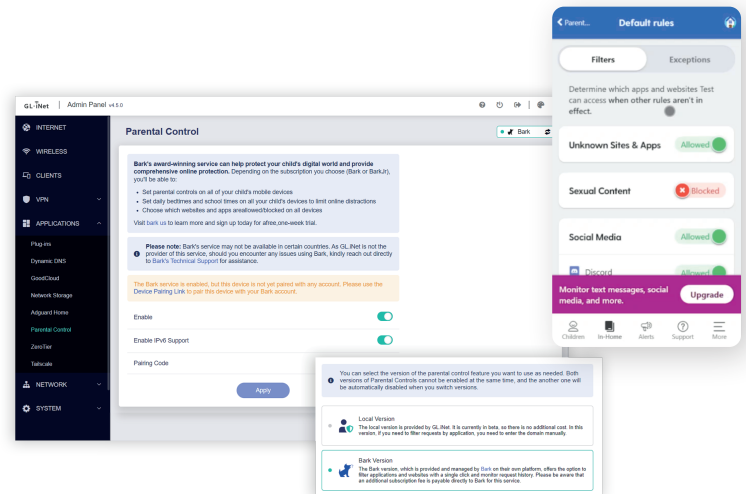 GL·iNet | Admin Panel v4.5.0
INTERNET
WIRELESS
CLIENTS
VPN
APPLICATIONS
Plug-ins
Dynamic DNS
GoodCloud
Network Storage
Adguard Home
Parental Control
ZeroTier
Tailscale
NETWORK
SYSTEM
Parental Control
Bark
Bark's award-winning service can help protect your child's digital world and provide
comprehensive online protection. Depending on the subscription you choose (Bark or BarkJr),
you'll be able to:
• Set parental controls on all of your child's mobile devices
• Set daily bedtimes and school times on all your child's devices to limit online distractions
• Choose which websites and apps areallowed/blocked on all devices
Visit bark us to learn more and sign up today for afree,one-week trial.
Please note: Bark's service may not be available in certain countries. As GL.iNet is not the
provider of this service, should you encounter any issues using Bark, kindly reach out directly
to Bark's Technical Support for assistance.
The Bark service is enabled, but this device is not yet paired with any account. Please use the
Device Pairing Link to pair this device with your Bark account.
Enable
Enable IPv6 Support
Pairing Code
Apply
You can select the version of the parental control feature you want to use as needed. Both
versions of Parental Controls cannot be enabled at the same time, and the another one will
be automatically disabled when you switch versions.
Local Version
The local version is provided by GL.iNet. It is currently in beta, so there is no additional cost. In this
version, if you need to filter requests by application, you need to enter the domain manually.
Bark Version
The Bark version, which is provided and managed by Bark on their own platform, offers the option to
filter applications and websites with a single click and monitor request history. Please be aware that
an additional subscription fee is payable directly to Bark for this service.
Parent... Default rules
Filters Exceptions
Determine which apps and websites Test
can access when other rules aren't in
effect.
Unknown Sites & Apps Allowed
Sexual Content Blocked
Social Media Allowed
Discord Allowed
Monitor text messages, social
media, and more.
Upgrade
Children In-Home Alerts Support More